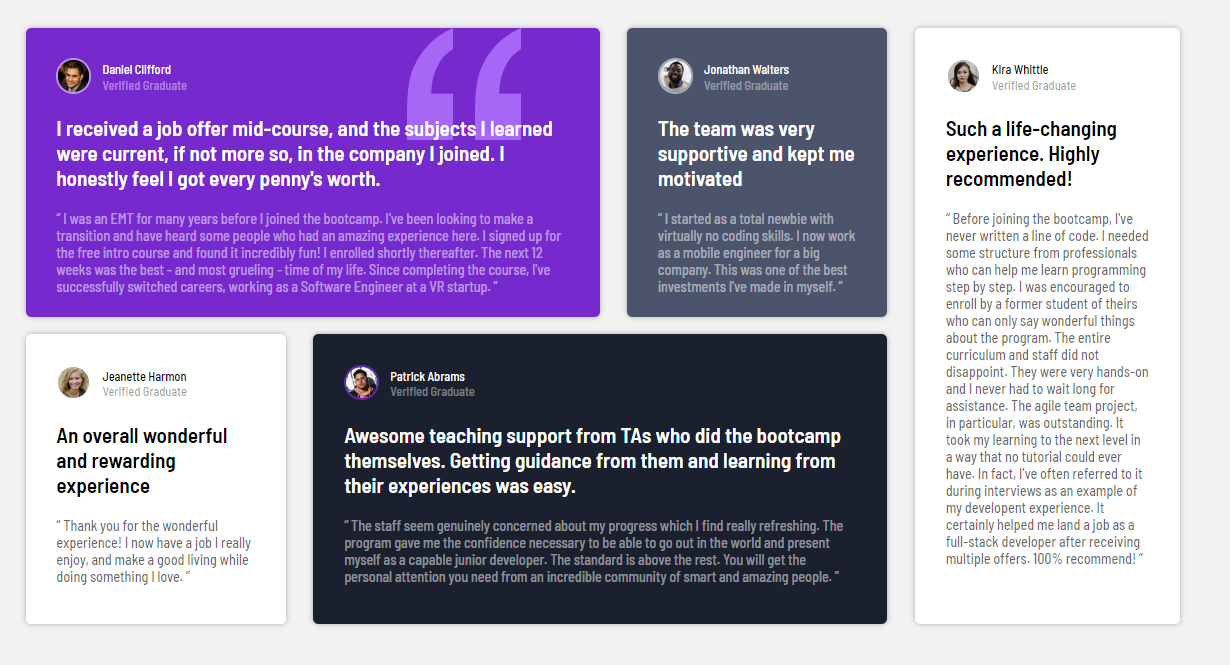 Daniel Clifford
Verified Graduate
I received a job offer mid-course, and the subjects I learned
were current, if not more so, in the company I joined. I
honestly feel I got every penny's worth.
“ I was an EMT for many years before I joined the bootcamp. I've been looking to make a
transition and have heard some people who had an amazing experience here. I signed up for
the free intro course and found it incredibly fun! I enrolled shortly thereafter. The next 12
weeks was the best - and most grueling - time of my life. Since completing the course, I've
successfully switched careers, working as a Software Engineer at a VR startup. ”
Jonathan Walters
Verified Graduate
The team was very
supportive and kept me
motivated
“ I started as a total newbie with
virtually no coding skills. I now work
as a mobile engineer for a big
company. This was one of the best
investments I've made in myself. ”
Kira Whittle
Verified Graduate
Such a life-changing
experience. Highly
recommended!
“ Before joining the bootcamp, I've
never written a line of code. I needed
some structure from professionals
who can help me learn programming
step by step. I was encouraged to
enroll by a former student of theirs
who can only say wonderful things
about the program. The entire
curriculum and staff did not
disappoint. They were very hands-on
and I never had to wait long for
assistance. The agile team project,
in particular, was outstanding. It
took my learning to the next level in
a way that no tutorial could ever
have. In fact, I've often referred to it
during interviews as an example of
my developent experience. It
certainly helped me land a job as a
full-stack developer after receiving
multiple offers. 100% recommend! ”
Jeanette Harmon
Verified Graduate
An overall wonderful
and rewarding
experience
“ Thank you for the wonderful
experience! I now have a job I really
enjoy, and make a good living while
doing something I love. ”
Patrick Abrams
Verified Graduate
Awesome teaching support from TAs who did the bootcamp
themselves. Getting guidance from them and learning from
their experiences was easy.
“ The staff seem genuinely concerned about my progress which I find really refreshing. The
program gave me the confidence necessary to be able to go out in the world and present
myself as a capable junior developer. The standard is above the rest. You will get the
personal attention you need from an incredible community of smart and amazing people. ”